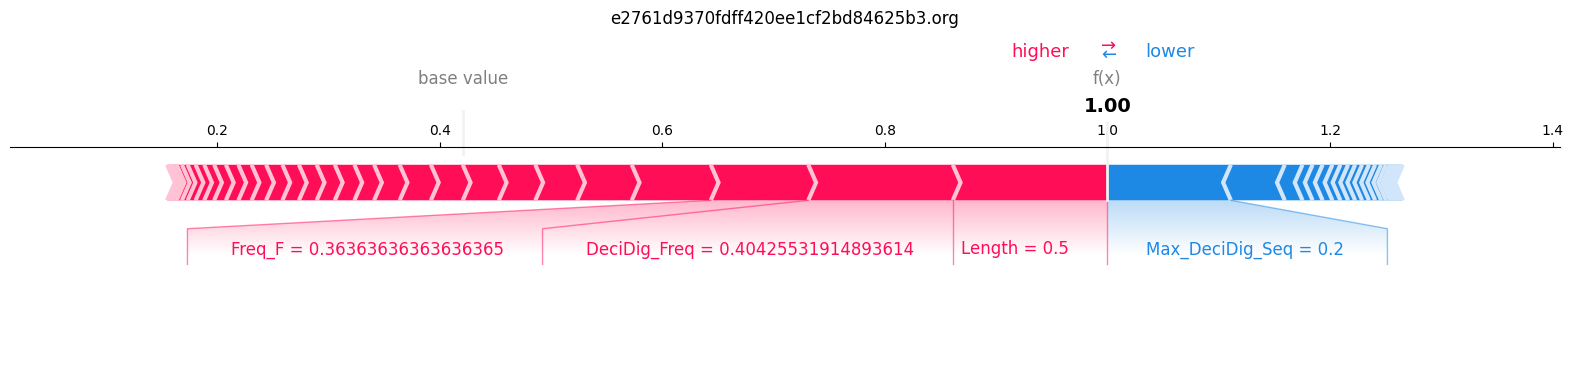 e2761d9370fdff420ee1cf2bd84625b3.org
higher → ← lower
base value f(x)
1.00
0.2 0.4 0.6 0.8 1.0 1.2 1.4
Freq_F = 0.36363636363636365 DeciDig_Freq = 0.40425531914893614 Length = 0.5 Max_DeciDig_Seq = 0.2